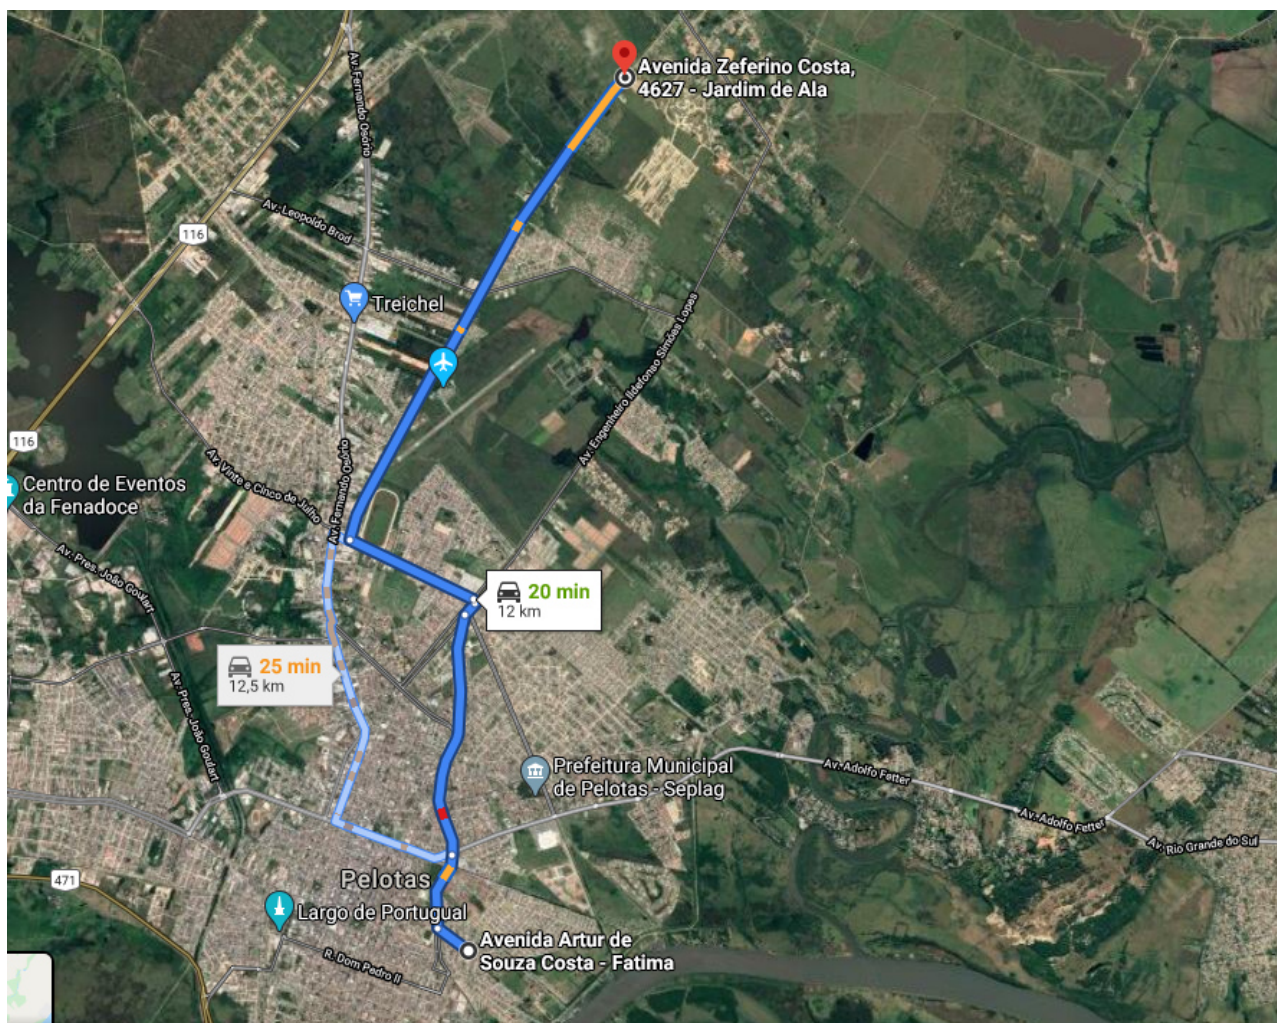 Avenida Zeferino Costa,
4627 - Jardim de Ala
Av. Fernando Osório
Av. Leopoldo Brod
116
Treichel
Av. Engenheiro Ildefonso Simões Lopes
116
Av. Fernando Osório
Av. Vinte e Cinco de Julho
Centro de Eventos
da Fenadoce
Av. Pres. João Goulart
20 min
12 km
25 min
12,5 km
Av. Pres. João Goulart
Prefeitura Municipal
de Pelotas - Seplag
Av. Adolfo Fetter
Av. Adolfo Fetter
Av. Rio Grande do Sul
Pelotas
471
Largo de Portugual
Avenida Artur de
Souza Costa - Fatima
R. Dom Pedro II